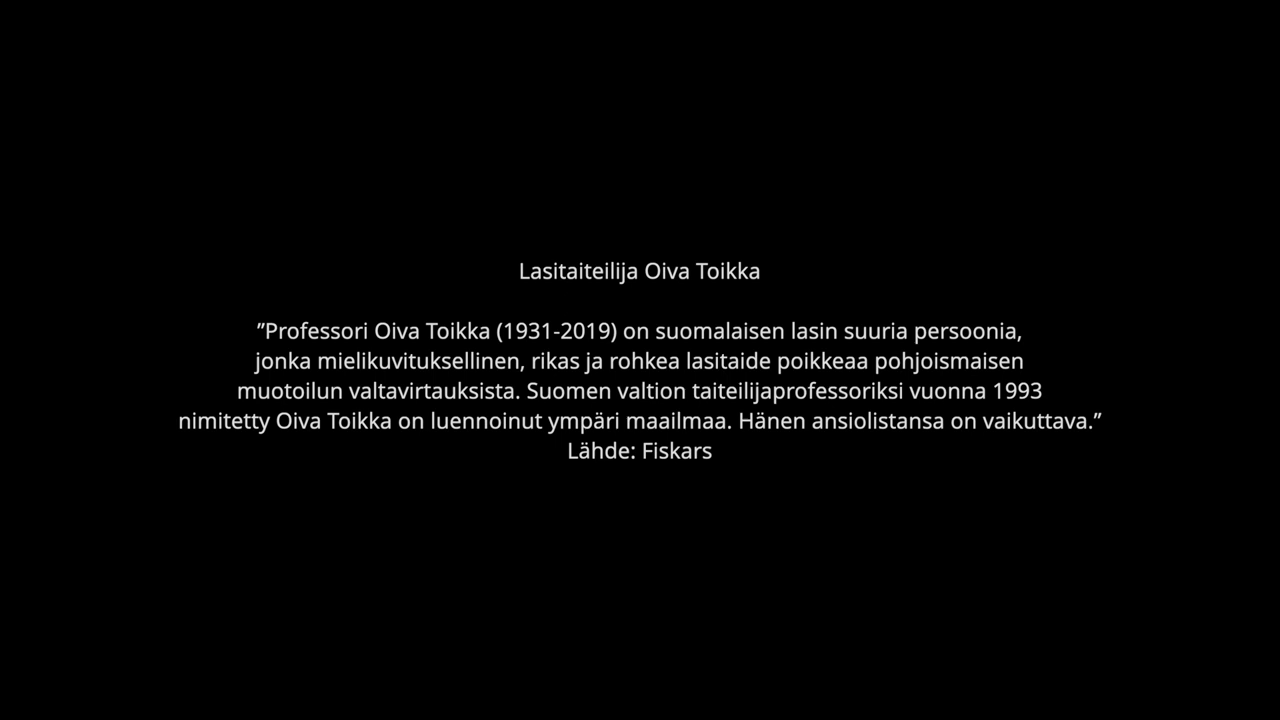 Lasitaiteilija Oiva Toikka
”Professori Oiva Toikka (1931-2019) on suomalaisen lasin suuria persoonia,
jonka mielikuvituksellinen, rikas ja rohkea lasitaide poikkeaa pohjoismaisen
muotoilun valtavirtauksista. Suomen valtion taiteilijaprofessoriksi vuonna 1993
nimitetty Oiva Toikka on luennoinut ympäri maailmaa. Hänen ansiolistansa on vaikuttava.”
Lähde: Fiskars